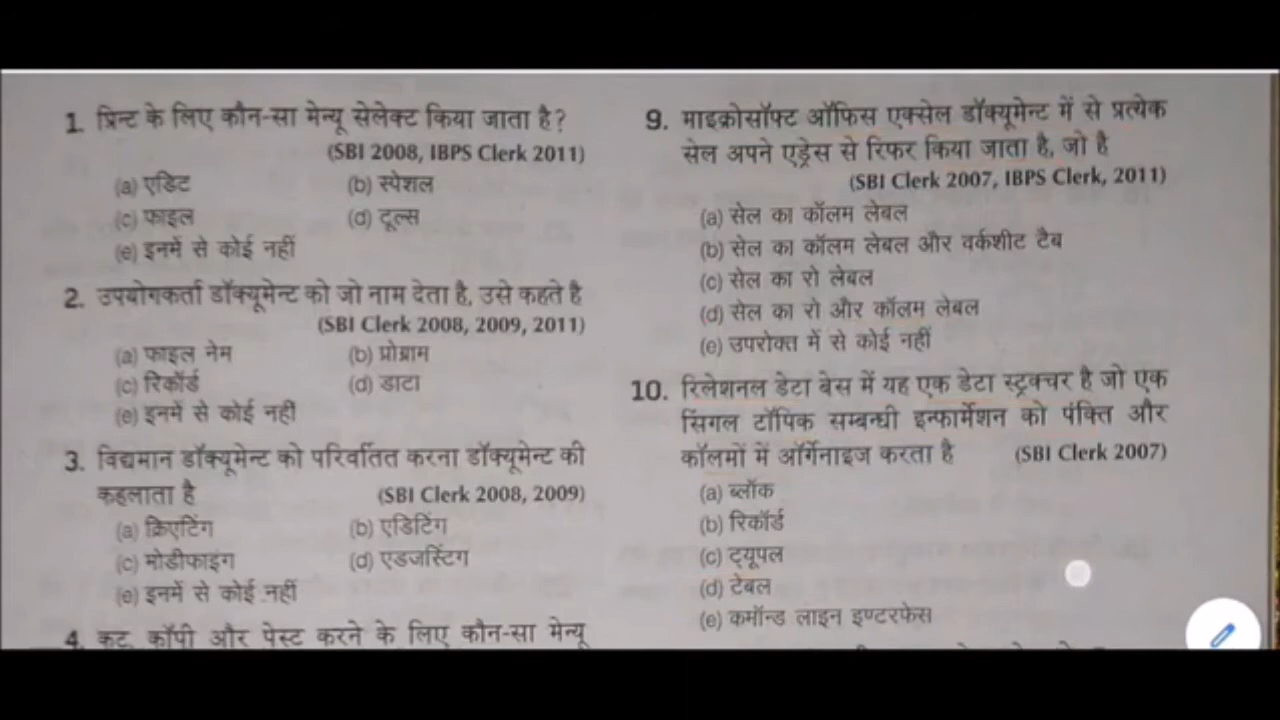 1. प्रिन्ट के लिए कौन-सा मेन्यू सेलेक्ट किया जाता है?
(SBI 2008, IBPS Clerk 2011)
(a) एडिट (b) स्पेशल
(c) फाइल (d) टूल्स
(e) इनमें से कोई नहीं
2. उपयोगकर्ता डॉक्यूमेन्ट को जो नाम देता है, उसे कहते है
(SBI Clerk 2008, 2009, 2011)
(a) फाइल नेम (b) प्रोग्राम
(c) रिकॉर्ड (d) डाटा
(e) इनमें से कोई नहीं
3. विद्यमान डॉक्यूमेन्ट को परिवर्तित करना डॉक्यूमेन्ट की
कहलाता है (SBI Clerk 2008, 2009)
(a) क्रिएटिंग (b) एडिटिंग
(c) मोडीफाइंग (d) एडजस्टिंग
(e) इनमें से कोई नहीं
4. कट, कॉपी और पेस्ट करने के लिए कौन-सा मेन्यू
9. माइक्रोसॉफ्ट ऑफिस एक्सेल डॉक्यूमेन्ट में से प्रत्येक
सेल अपने एड्रेस से रिफर किया जाता है, जो है
(SBI Clerk 2007, IBPS Clerk, 2011)
(a) सेल का कॉलम लेबल
(b) सेल का कॉलम लेबल और वर्कशीट टैब
(c) सेल का रो लेबल
(d) सेल का रो और कॉलम लेबल
(e) उपरोक्त में से कोई नहीं
10. रिलेशनल डेटा बेस में यह एक डेटा स्ट्रक्चर है जो एक
सिंगल टॉपिक सम्बन्धी इन्फार्मेशन को पंक्ति और
कॉलमों में ऑर्गेनाइज करता है (SBI Clerk 2007)
(a) ब्लॉक
(b) रिकॉर्ड
(c) ट्यूपल
(d) टेबल
(e) कमॉन्ड लाइन इण्टरफेस